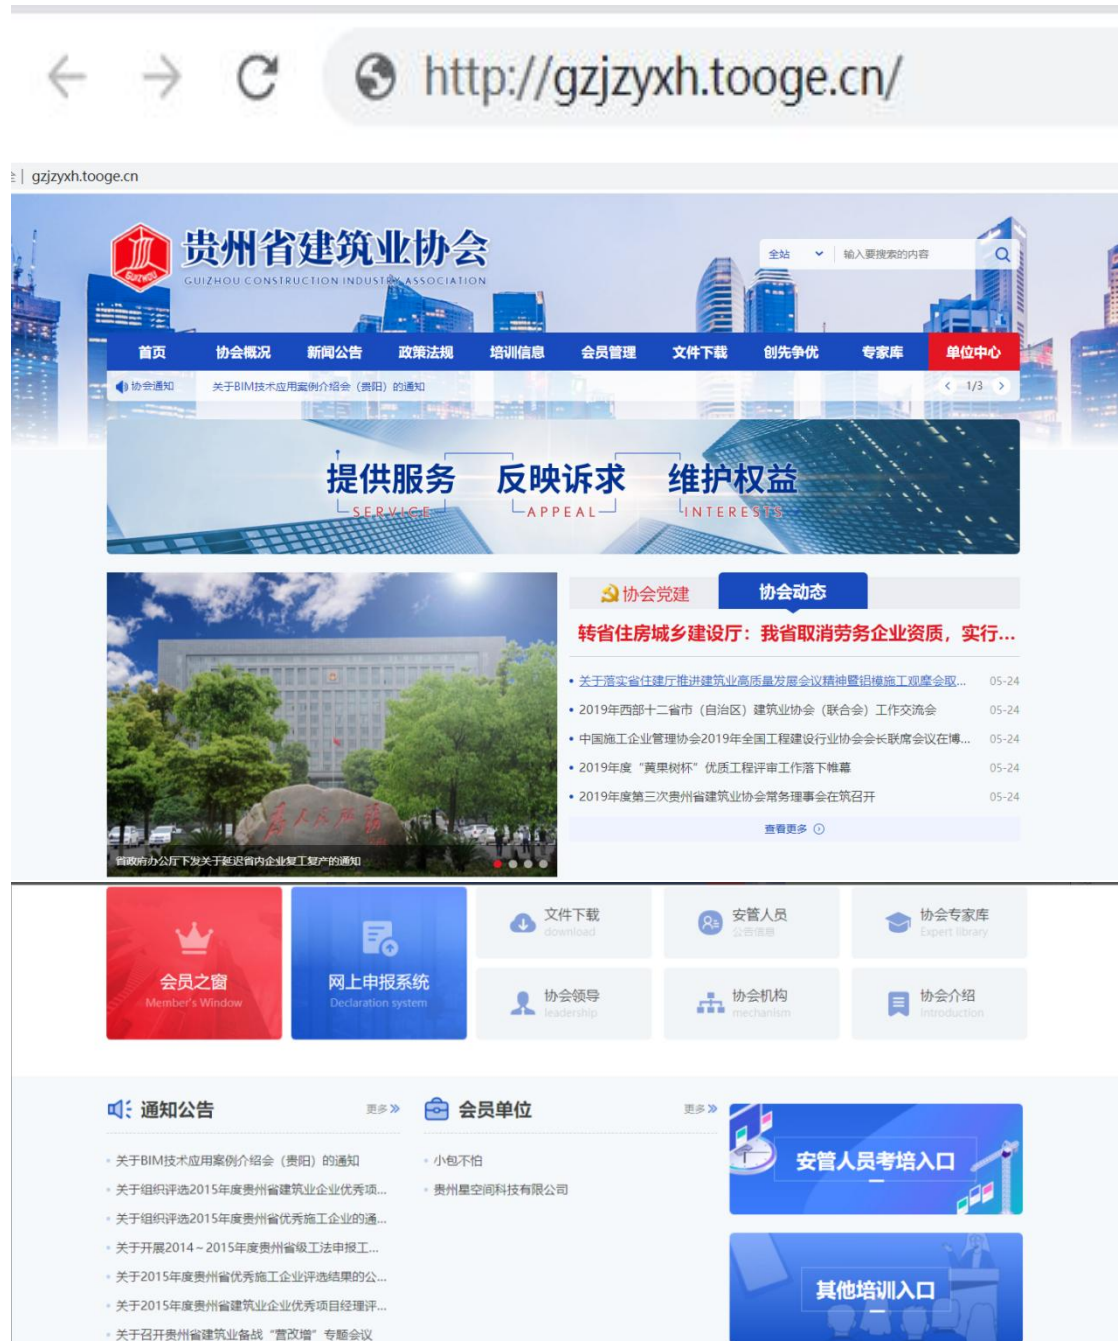 http://gzjzyxh.tooge.cn/
gzjzyxh.tooge.cn
贵州省建筑业协会
GUIZHOU CONSTRUCTION INDUSTRY ASSOCIATION
GUIZHOU
全站 输入要搜索的内容
首页 协会概况 新闻公告 政策法规 培训信息 会员管理 文件下载 创先争优 专家库 单位中心
协会通知 关于BIM技术应用案例介绍会（贵阳）的通知 1/3
提供服务 反映诉求 维护权益
SERVICE APPEAL INTERESTS
协会党建 协会动态
转省住房城乡建设厅：我省取消劳务企业资质，实行...
关于落实省住建厅推进建筑业高质量发展会议精神暨铝模施工观摩会取... 05-24
2019年西部十二省市（自治区）建筑业协会（联合会）工作交流会 05-24
中国施工企业管理协会2019年全国工程建设行业协会会长联席会议在博... 05-24
2019年度“黄果树杯”优质工程评审工作落下帷幕 05-24
2019年度第三次贵州省建筑业协会常务理事会在筑召开 05-24
查看更多
省政府办公厅下发关于延迟省内企业复工复产的通知
会员之窗
Member's Window
网上申报系统
Declaration system
文件下载
download
安管人员
公告信息
协会专家库
Expert library
协会领导
leadership
协会机构
mechanism
协会介绍
introduction
通知公告 更多
关于BIM技术应用案例介绍会（贵阳）的通知
关于组织评选2015年度贵州省建筑业企业优秀项...
关于组织评选2015年度贵州省优秀施工企业的通...
关于开展2014～2015年度贵州省级工法申报工...
关于2015年度贵州省优秀施工企业评选结果的公...
关于2015年度贵州省建筑业企业优秀项目经理评...
关于召开贵州省建筑业备战“营改增”专题会议
会员单位 更多
小包不怕
贵州星空间科技有限公司
安管人员考培入口
其他培训入口